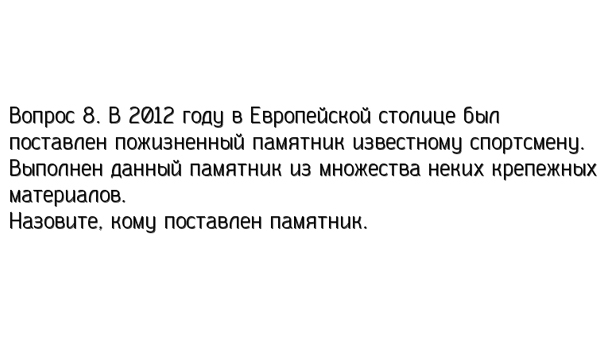 Вопрос 8. В 2012 году в Европейской столице был
поставлен пожизненный памятник известному спортсмену.
Выполнен данный памятник из множества неких крепежных
материалов.
Назовите, кому поставлен памятник.